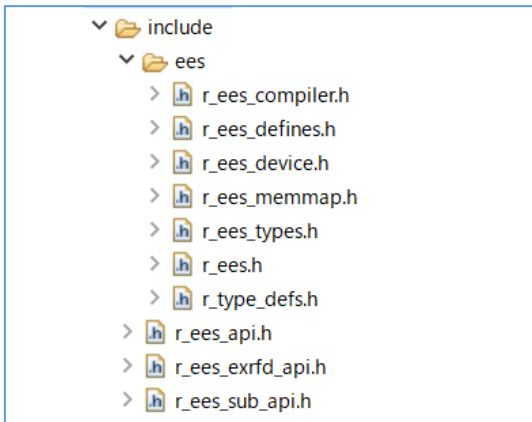 include
ees
.h r_ees_compiler.h
.h r_ees_defines.h
.h r_ees_device.h
.h r_ees_memmap.h
.h r_ees_types.h
.h r_ees.h
.h r_type_defs.h
.h r_ees_api.h
.h r_ees_exrfd_api.h
.h r_ees_sub_api.h